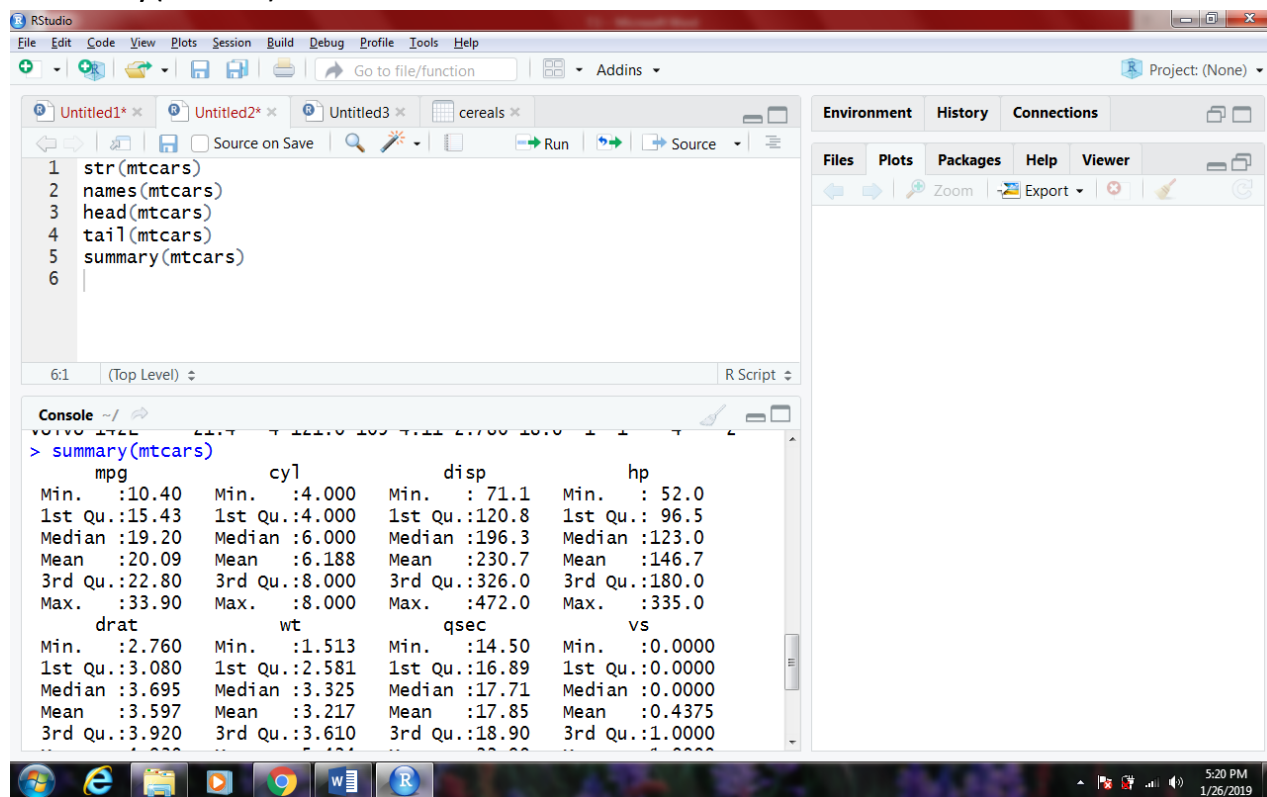 RStudio
File Edit Code View Plots Session Build Debug Profile Tools Help
Go to file/function Addins Project: (None)
Untitled1* Untitled2* Untitled3 cereals
Source on Save Run Source
1 str(mtcars)
2 names(mtcars)
3 head(mtcars)
4 tail(mtcars)
5 summary(mtcars)
6
6:1 (Top Level) R Script
Console ~/
> summary(mtcars)
mpg cyl disp hp
Min. :10.40 Min. :4.000 Min. : 71.1 Min. : 52.0
1st Qu.:15.43 1st Qu.:4.000 1st Qu.:120.8 1st Qu.: 96.5
Median :19.20 Median :6.000 Median :196.3 Median :123.0
Mean :20.09 Mean :6.188 Mean :230.7 Mean :146.7
3rd Qu.:22.80 3rd Qu.:8.000 3rd Qu.:326.0 3rd Qu.:180.0
Max. :33.90 Max. :8.000 Max. :472.0 Max. :335.0
drat wt qsec vs
Min. :2.760 Min. :1.513 Min. :14.50 Min. :0.0000
1st Qu.:3.080 1st Qu.:2.581 1st Qu.:16.89 1st Qu.:0.0000
Median :3.695 Median :3.325 Median :17.71 Median :0.0000
Mean :3.597 Mean :3.217 Mean :17.85 Mean :0.4375
3rd Qu.:3.920 3rd Qu.:3.610 3rd Qu.:18.90 3rd Qu.:1.0000
Environment History Connections
Files Plots Packages Help Viewer
Zoom Export
5:20 PM
1/26/2019